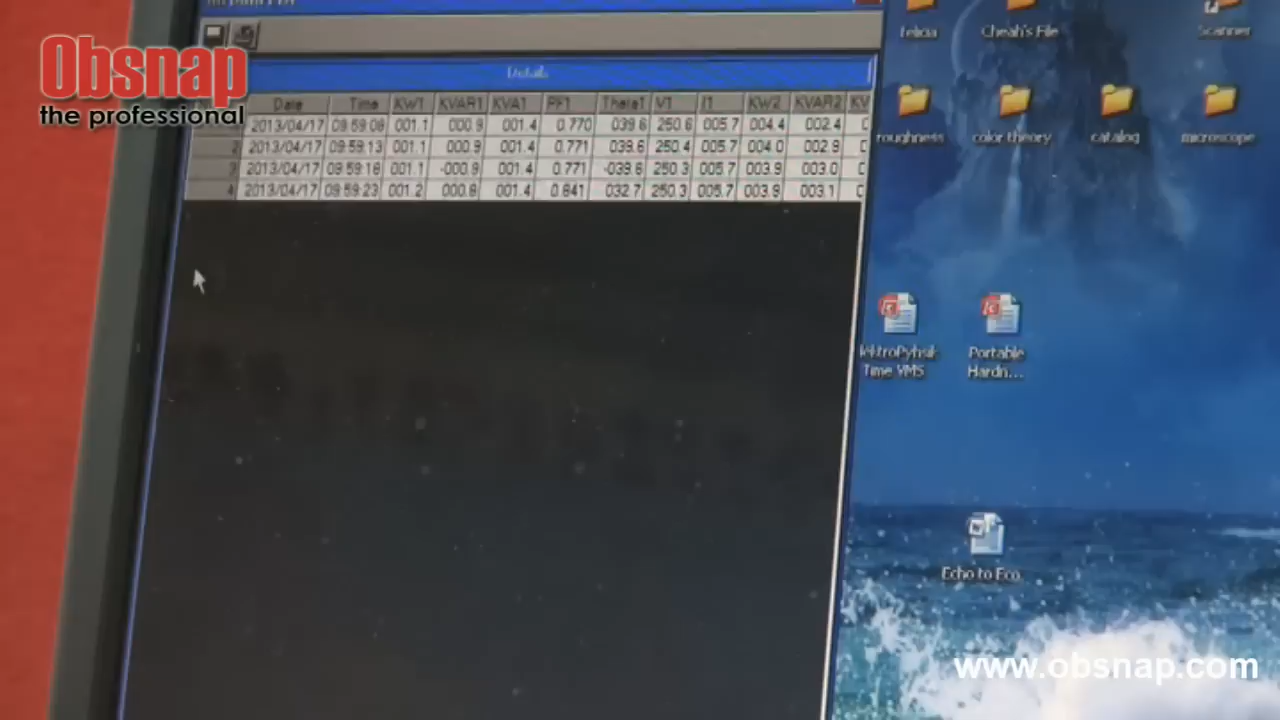 Obsnap
the professional
Details
Date Time KW1 KVAR1 KVA1 PF1 Theta1 V1 I1 KW2 KVAR2
2013/04/17 09:59:08 001.1 000.9 001.4 0.770 039.6 250.6 005.7 004.4 002.4
2 2013/04/17 09:59:13 001.1 000.9 001.4 0.771 039.6 250.4 005.7 004.0 002.9
3 2013/04/17 09:59:18 001.1 -000.9 001.4 0.771 -039.6 250.3 005.7 003.9 003.0
4 2013/04/17 09:59:23 001.2 000.8 001.4 0.841 032.7 250.3 005.7 003.9 003.1
Felicia
Cheah's File
Scanner
roughness
color theory
catalog
microscope
Time VMS
Portable
Hardn...
Echo to Eco
www.obsnap.com